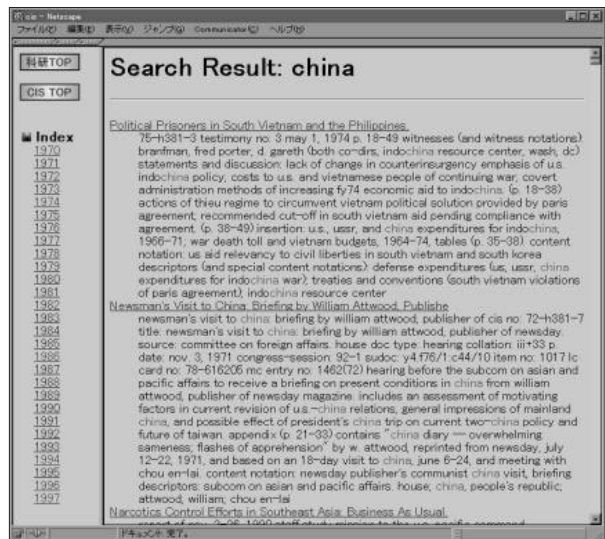 cis - Netscape
ファイル(F) 編集(E) 表示(V) ジャンプ(G) Communicator(C) ヘルプ(H)
科研TOP
CIS TOP
Index
1970
1971
1972
1973
1974
1975
1976
1977
1978
1979
1980
1981
1982
1983
1984
1985
1986
1987
1988
1989
1990
1991
1992
1993
1994
1995
1996
1997
Search Result: china
Political Prisoners in South Vietnam and the Philippines.
75-h381-3 testimony no: 3 may 1, 1974 p. 18-49 witnesses (and witness notations):
branfman, fred porter, d. gareth (both co-dirs, indochina resource center, wash, dc)
statements and discussion: lack of change in counterinsurgency emphasis of u.s.
indochina policy; costs to u.s. and vietnamese people of continuing war; covert
administration methods of increasing fy74 economic aid to indochina. (p. 18-38)
actions of thieu regime to circumvent vietnam political solution provided by paris
agreement; recommended cut-off in south vietnam aid pending compliance with
agreement. (p. 38-49) insertion: u.s., ussr, and china expenditures for indochina,
1966-71; war death toll and vietnam budgets, 1964-74, tables (p. 35-38). content
notation: us aid relevancy to civil liberties in south vietnam and south korea
descriptors (and special content notations): defense expenditures (us, ussr, china
expenditures for indochina war); treaties and conventions (south vietnam violations
of paris agreement); indochina resource center
Newsman's Visit to China: Briefing by William Attwood, Publishe
newsman's visit to china: briefing by william attwood, publisher of cis no: 72-h381-7
title: newsman's visit to china: briefing by william attwood, publisher of newsday.
source: committee on foreign affairs. house doc type: hearing collation: iii+33 p.
date: nov. 3, 1971 congress-session: 92-1 sudoc: y4.f76/1:c44/10 item no: 1017 lc
card no: 78-616205 mc entry no: 1462(72) hearing before the subcom on asian and
pacific affairs to receive a briefing on present conditions in china from william
attwood, publisher of newsday magazine. includes an assessment of motivating
factors in current revision of u.s.-china relations, general impressions of mainland
china, and possible effect of president's china trip on current two-china policy and
future of taiwan. appendix (p. 21-33) contains "china diary -- overwhelming
sameness; flashes of apprehension" by w. attwood, reprinted from newsday, july
12-22, 1971, and based on an 18-day visit to china, june 6-24, and meeting with
chou en-lai. content notation: newsday publisher's communist china visit, briefing
descriptors: subcom on asian and pacific affairs. house; china, people's republic;
attwood, william; chou en-lai
Narcotics Control Efforts in Southeast Asia: Business As Usual.
ドキュメント: 完了。